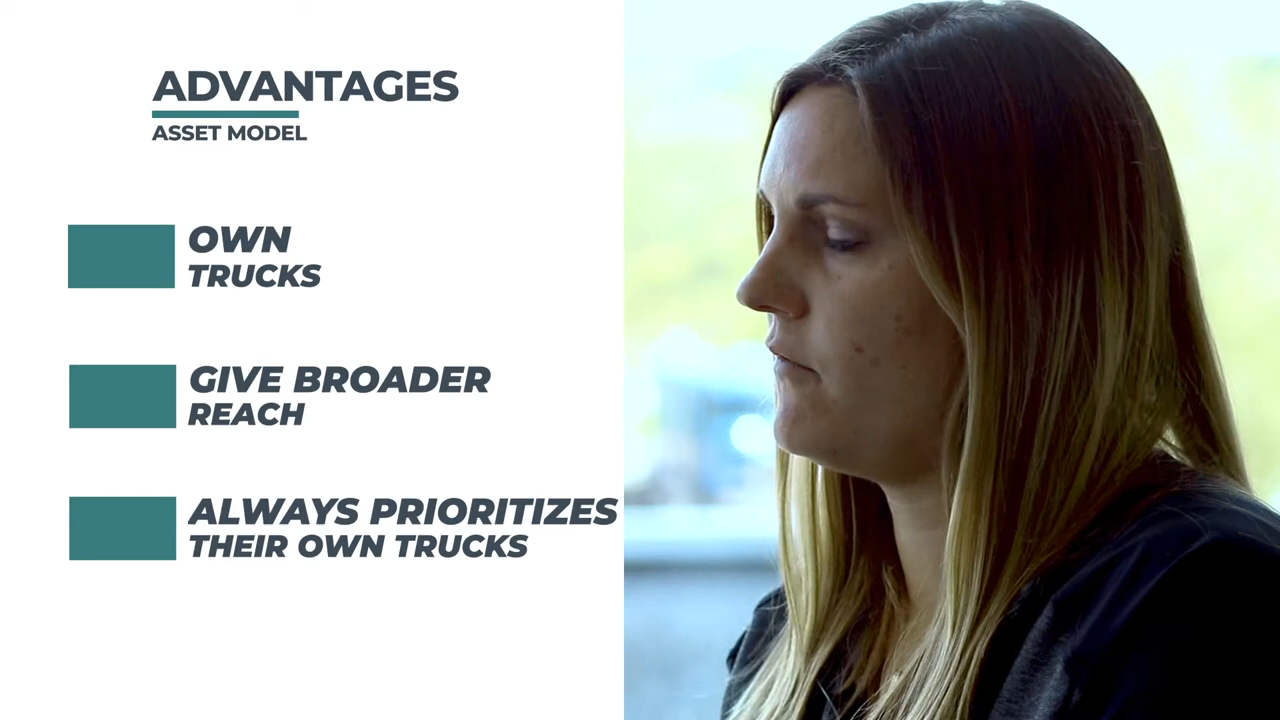 ADVANTAGES
ASSET MODEL
OWN
TRUCKS
GIVE BROADER
REACH
ALWAYS PRIORITIZES
THEIR OWN TRUCKS